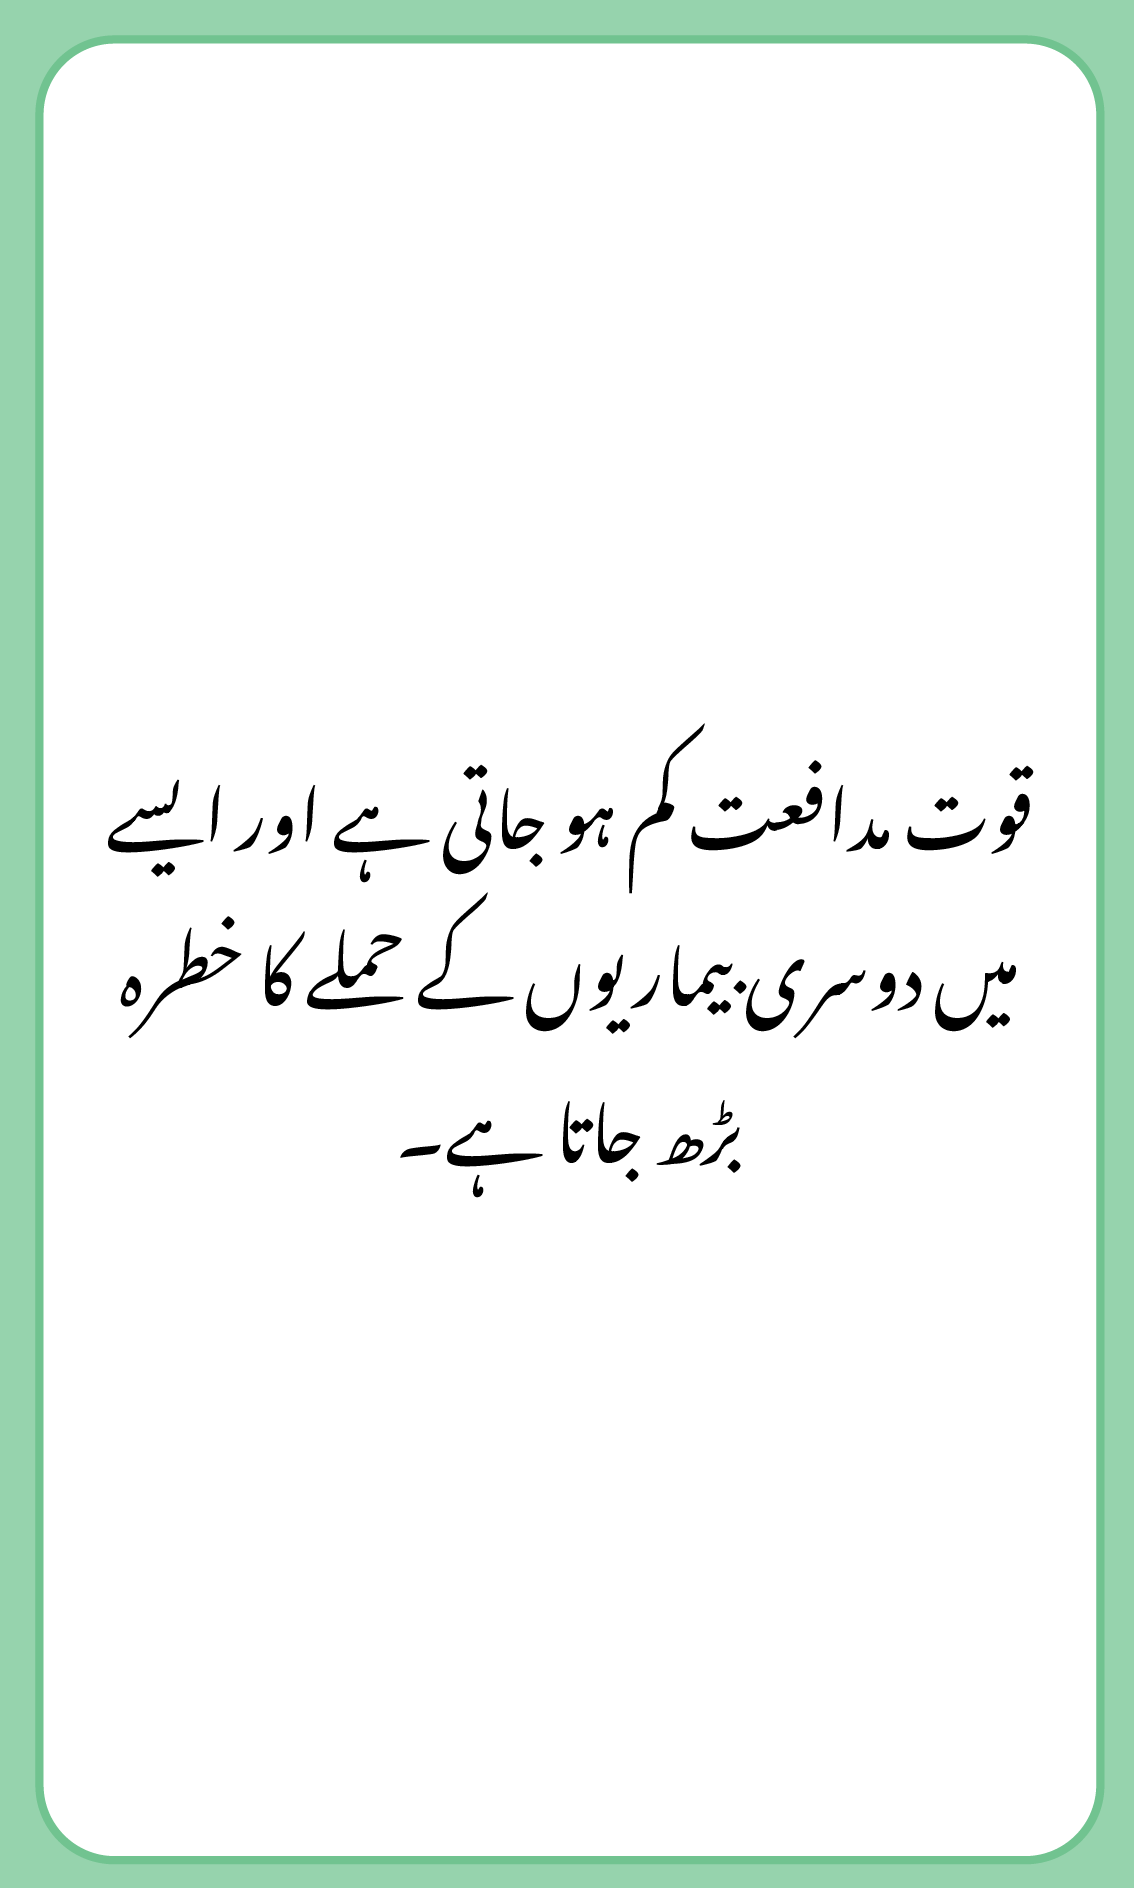 قوت مدافعت کم ہو جاتی ہے اور ایسے
میں دوسری بیماریوں کے حملے کا خطرہ
بڑھ جاتا ہے۔